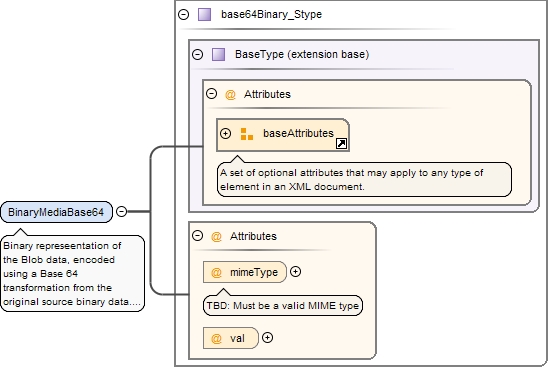 base64Binary_Stype
BaseType (extension base)
@ Attributes
baseAttributes
A set of optional attributes that may apply to any type of
element in an XML document.
BinaryMediaBase64
Binary representation of
the Blob data, encoded
using a Base 64
transformation from the
original source binary data....
@ Attributes
@ mimeType
TBD: Must be a valid MIME type
@ val